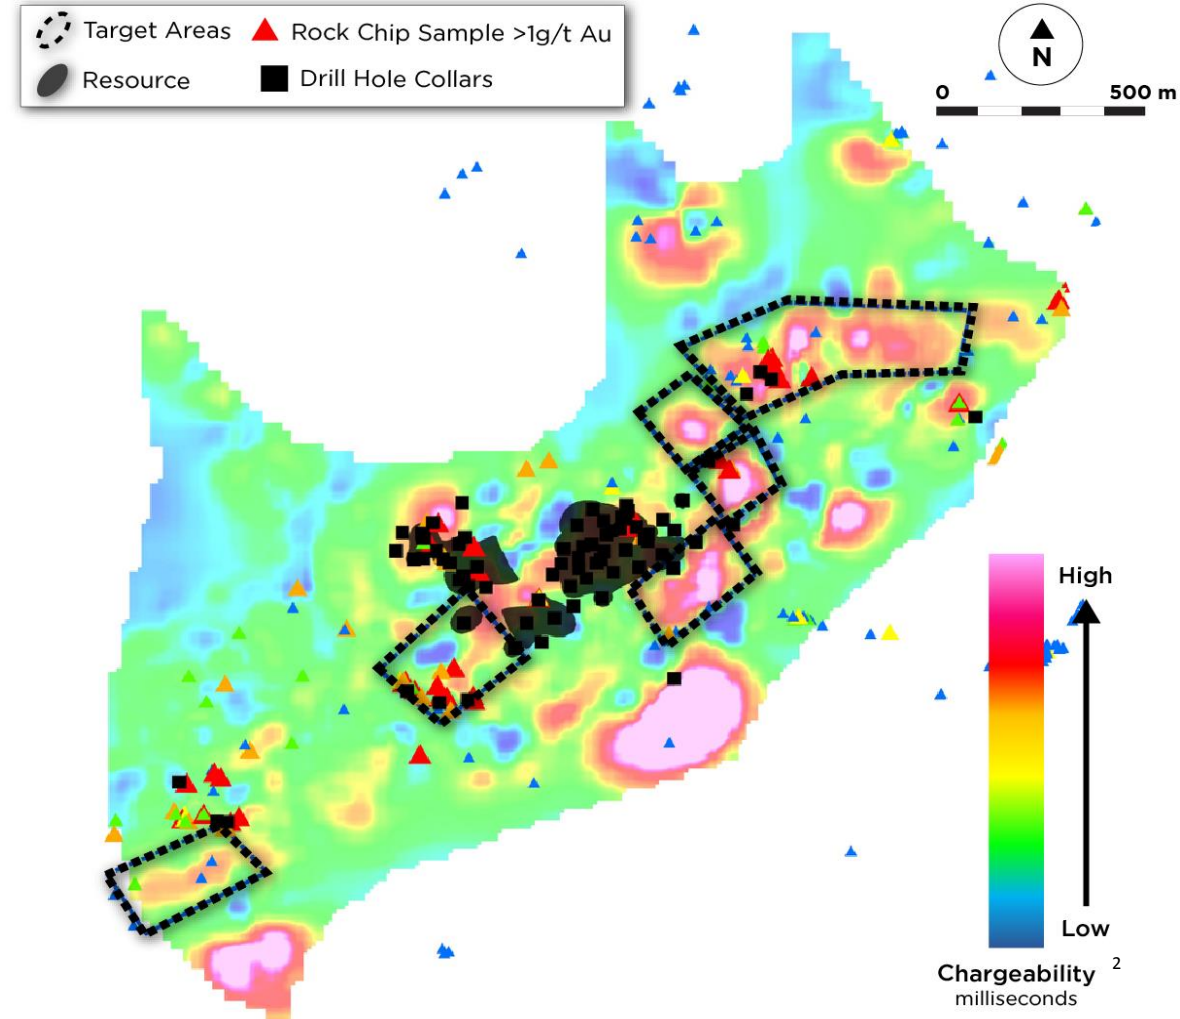 Target Areas
Rock Chip Sample >1g/t Au
Resource
Drill Hole Collars
N
0 500 m
High
Low
Chargeability 2
milliseconds